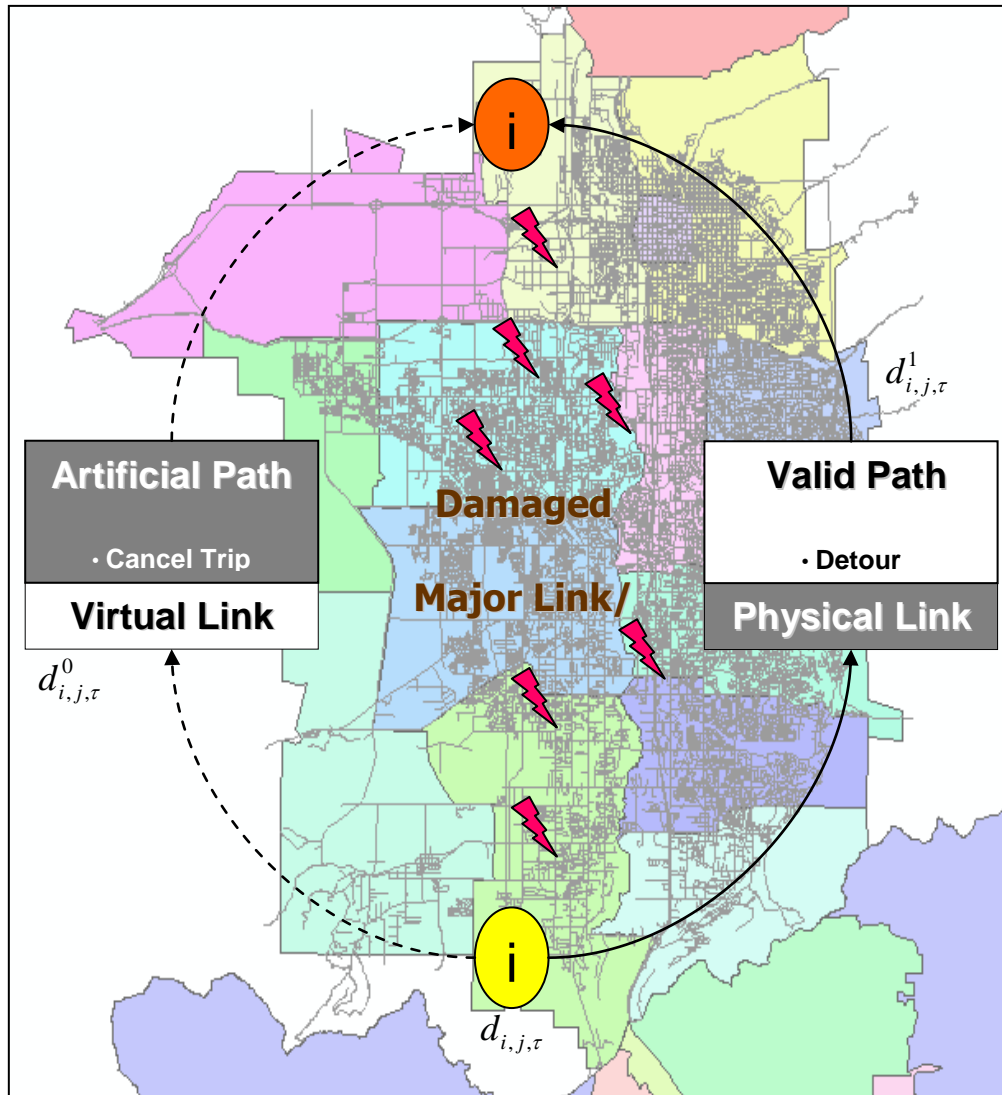 i
d^1_{i,j,τ}
Artificial Path
• Cancel Trip
Virtual Link
d^0_{i,j,τ}
Damaged
Major Link/
Valid Path
• Detour
Physical Link
i
d_{i,j,τ}